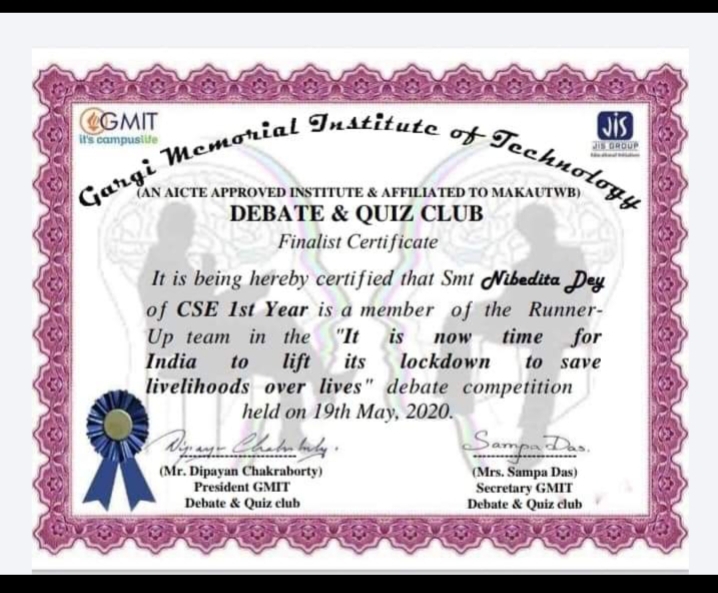 GMIT
it's campuslife
JIS
JIS GROUP
Educational Initiatives
Gargi Memorial Institute of Technology
(AN AICTE APPROVED INSTITUTE & AFFILIATED TO MAKAUTWB)
DEBATE & QUIZ CLUB
Finalist Certificate
It is being hereby certified that Smt Nibedita Dey
of CSE 1st Year is a member of the Runner-
Up team in the "It is now time for
India to lift its lockdown to save
livelihoods over lives" debate competition
held on 19th May, 2020.
Dipayan Chakraborty.
Sampa Das.
(Mr. Dipayan Chakraborty)
President GMIT
Debate & Quiz club
(Mrs. Sampa Das)
Secretary GMIT
Debate & Quiz club